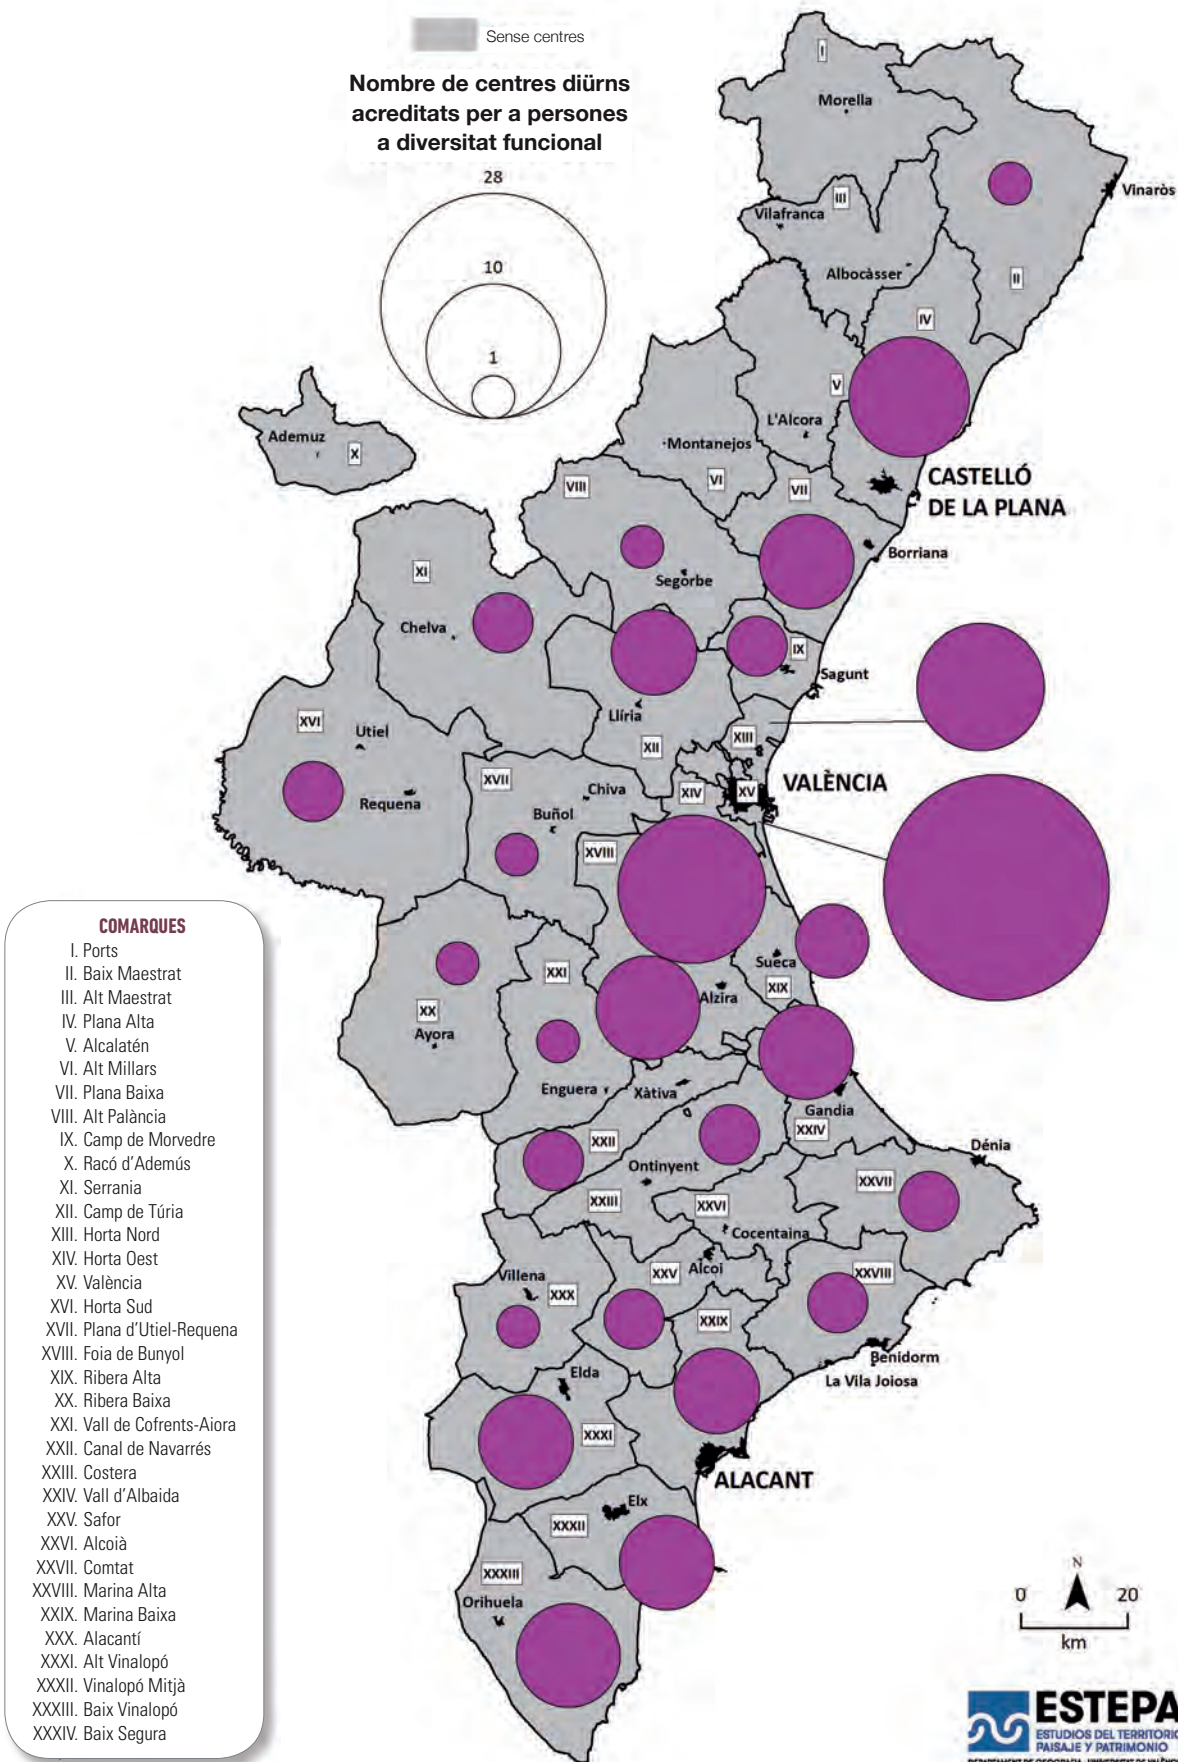 Sense centres
Nombre de centres diürns
acreditats per a persones
a diversitat funcional
28
10
1
I
Morella
Vinaròs
III
Vilafranca
Albocàsser
II
IV
V
L'Alcora
Ademuz
X
Montanejos
VI
VIII
VII
CASTELLÓ
DE LA PLANA
Borriana
XI
Segorbe
Chelva
IX
Sagunt
Llíria
XVI
Utiel
XII
XIII
XVII
Chiva
XIV
XV
VALÈNCIA
Requena
Buñol
XVIII
Sueca
XXI
XIX
Alzira
XX
Ayora
Enguera
Xàtiva
Gandia
XXIV
XXII
Dénia
Ontinyent
XXVII
XXIII
XXVI
Cocentaina
Villena
XXX
XXV
Alcoi
XXVIII
XXIX
Benidorm
La Vila Joiosa
Elda
XXXI
ALACANT
Elx
XXXII
XXXIII
Orihuela
COMARQUES
I. Ports
II. Baix Maestrat
III. Alt Maestrat
IV. Plana Alta
V. Alcalatén
VI. Alt Millars
VII. Plana Baixa
VIII. Alt Palància
IX. Camp de Morvedre
X. Racó d'Ademús
XI. Serrania
XII. Camp de Túria
XIII. Horta Nord
XIV. Horta Oest
XV. València
XVI. Horta Sud
XVII. Plana d'Utiel-Requena
XVIII. Foia de Bunyol
XIX. Ribera Alta
XX. Ribera Baixa
XXI. Vall de Cofrents-Aiora
XXII. Canal de Navarrés
XXIII. Costera
XXIV. Vall d'Albaida
XXV. Safor
XXVI. Alcoià
XXVII. Comtat
XXVIII. Marina Alta
XXIX. Marina Baixa
XXX. Alacantí
XXXI. Alt Vinalopó
XXXII. Vinalopó Mitjà
XXXIII. Baix Vinalopó
XXXIV. Baix Segura
N
0 20
km
ESTEPA
ESTUDIOS DEL TERRITORIO
PAISAJE Y PATRIMONIO